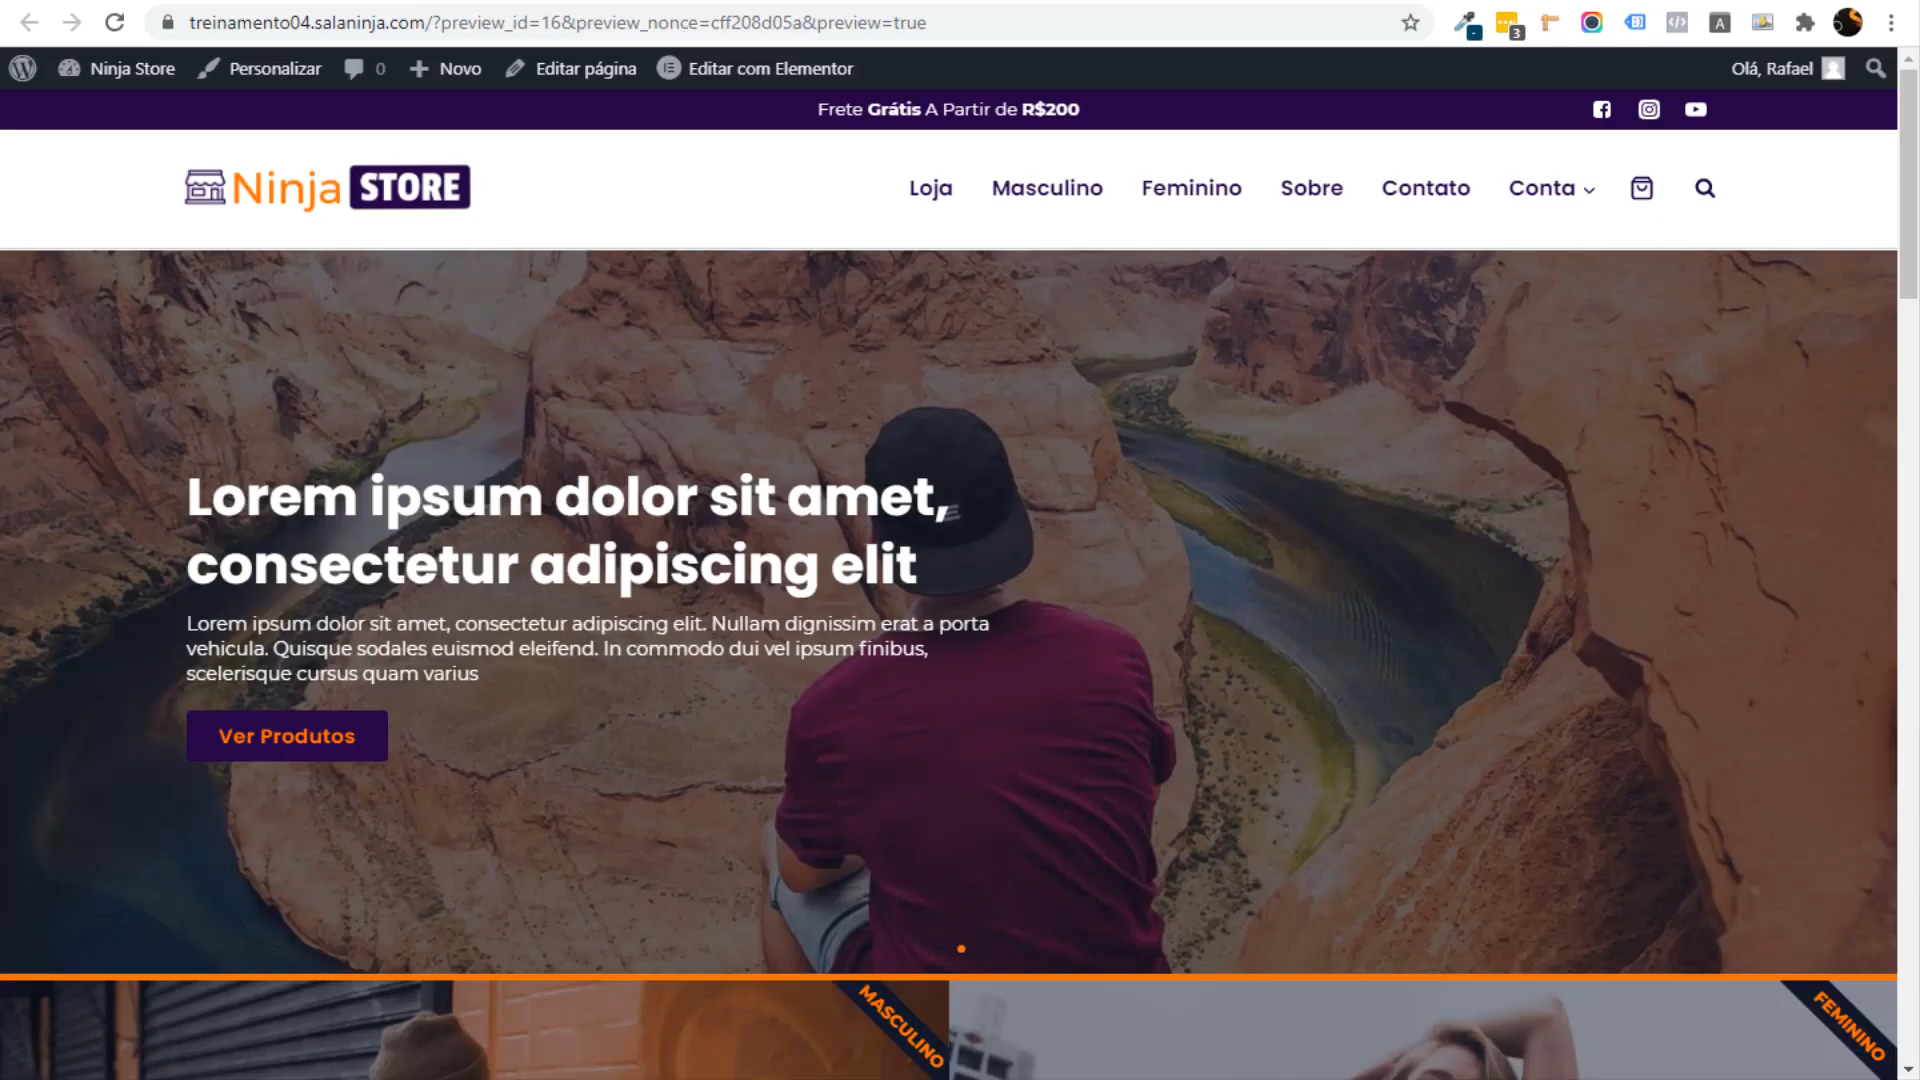 treinamento04.salaninja.com/?preview_id=16&preview_nonce=cff208d05a&preview=true
3
A
Ninja Store
Personalizar
0
Novo
Editar página
Editar com Elementor
Olá, Rafael
Frete Grátis A Partir de R$200
Ninja STORE
Loja
Masculino
Feminino
Sobre
Contato
Conta
Lorem ipsum dolor sit amet,
consectetur adipiscing elit
Lorem ipsum dolor sit amet, consectetur adipiscing elit. Nullam dignissim erat a porta
vehicula. Quisque sodales euismod eleifend. In commodo dui vel ipsum finibus,
scelerisque cursus quam varius
Ver Produtos
MASCULINO
FEMININO